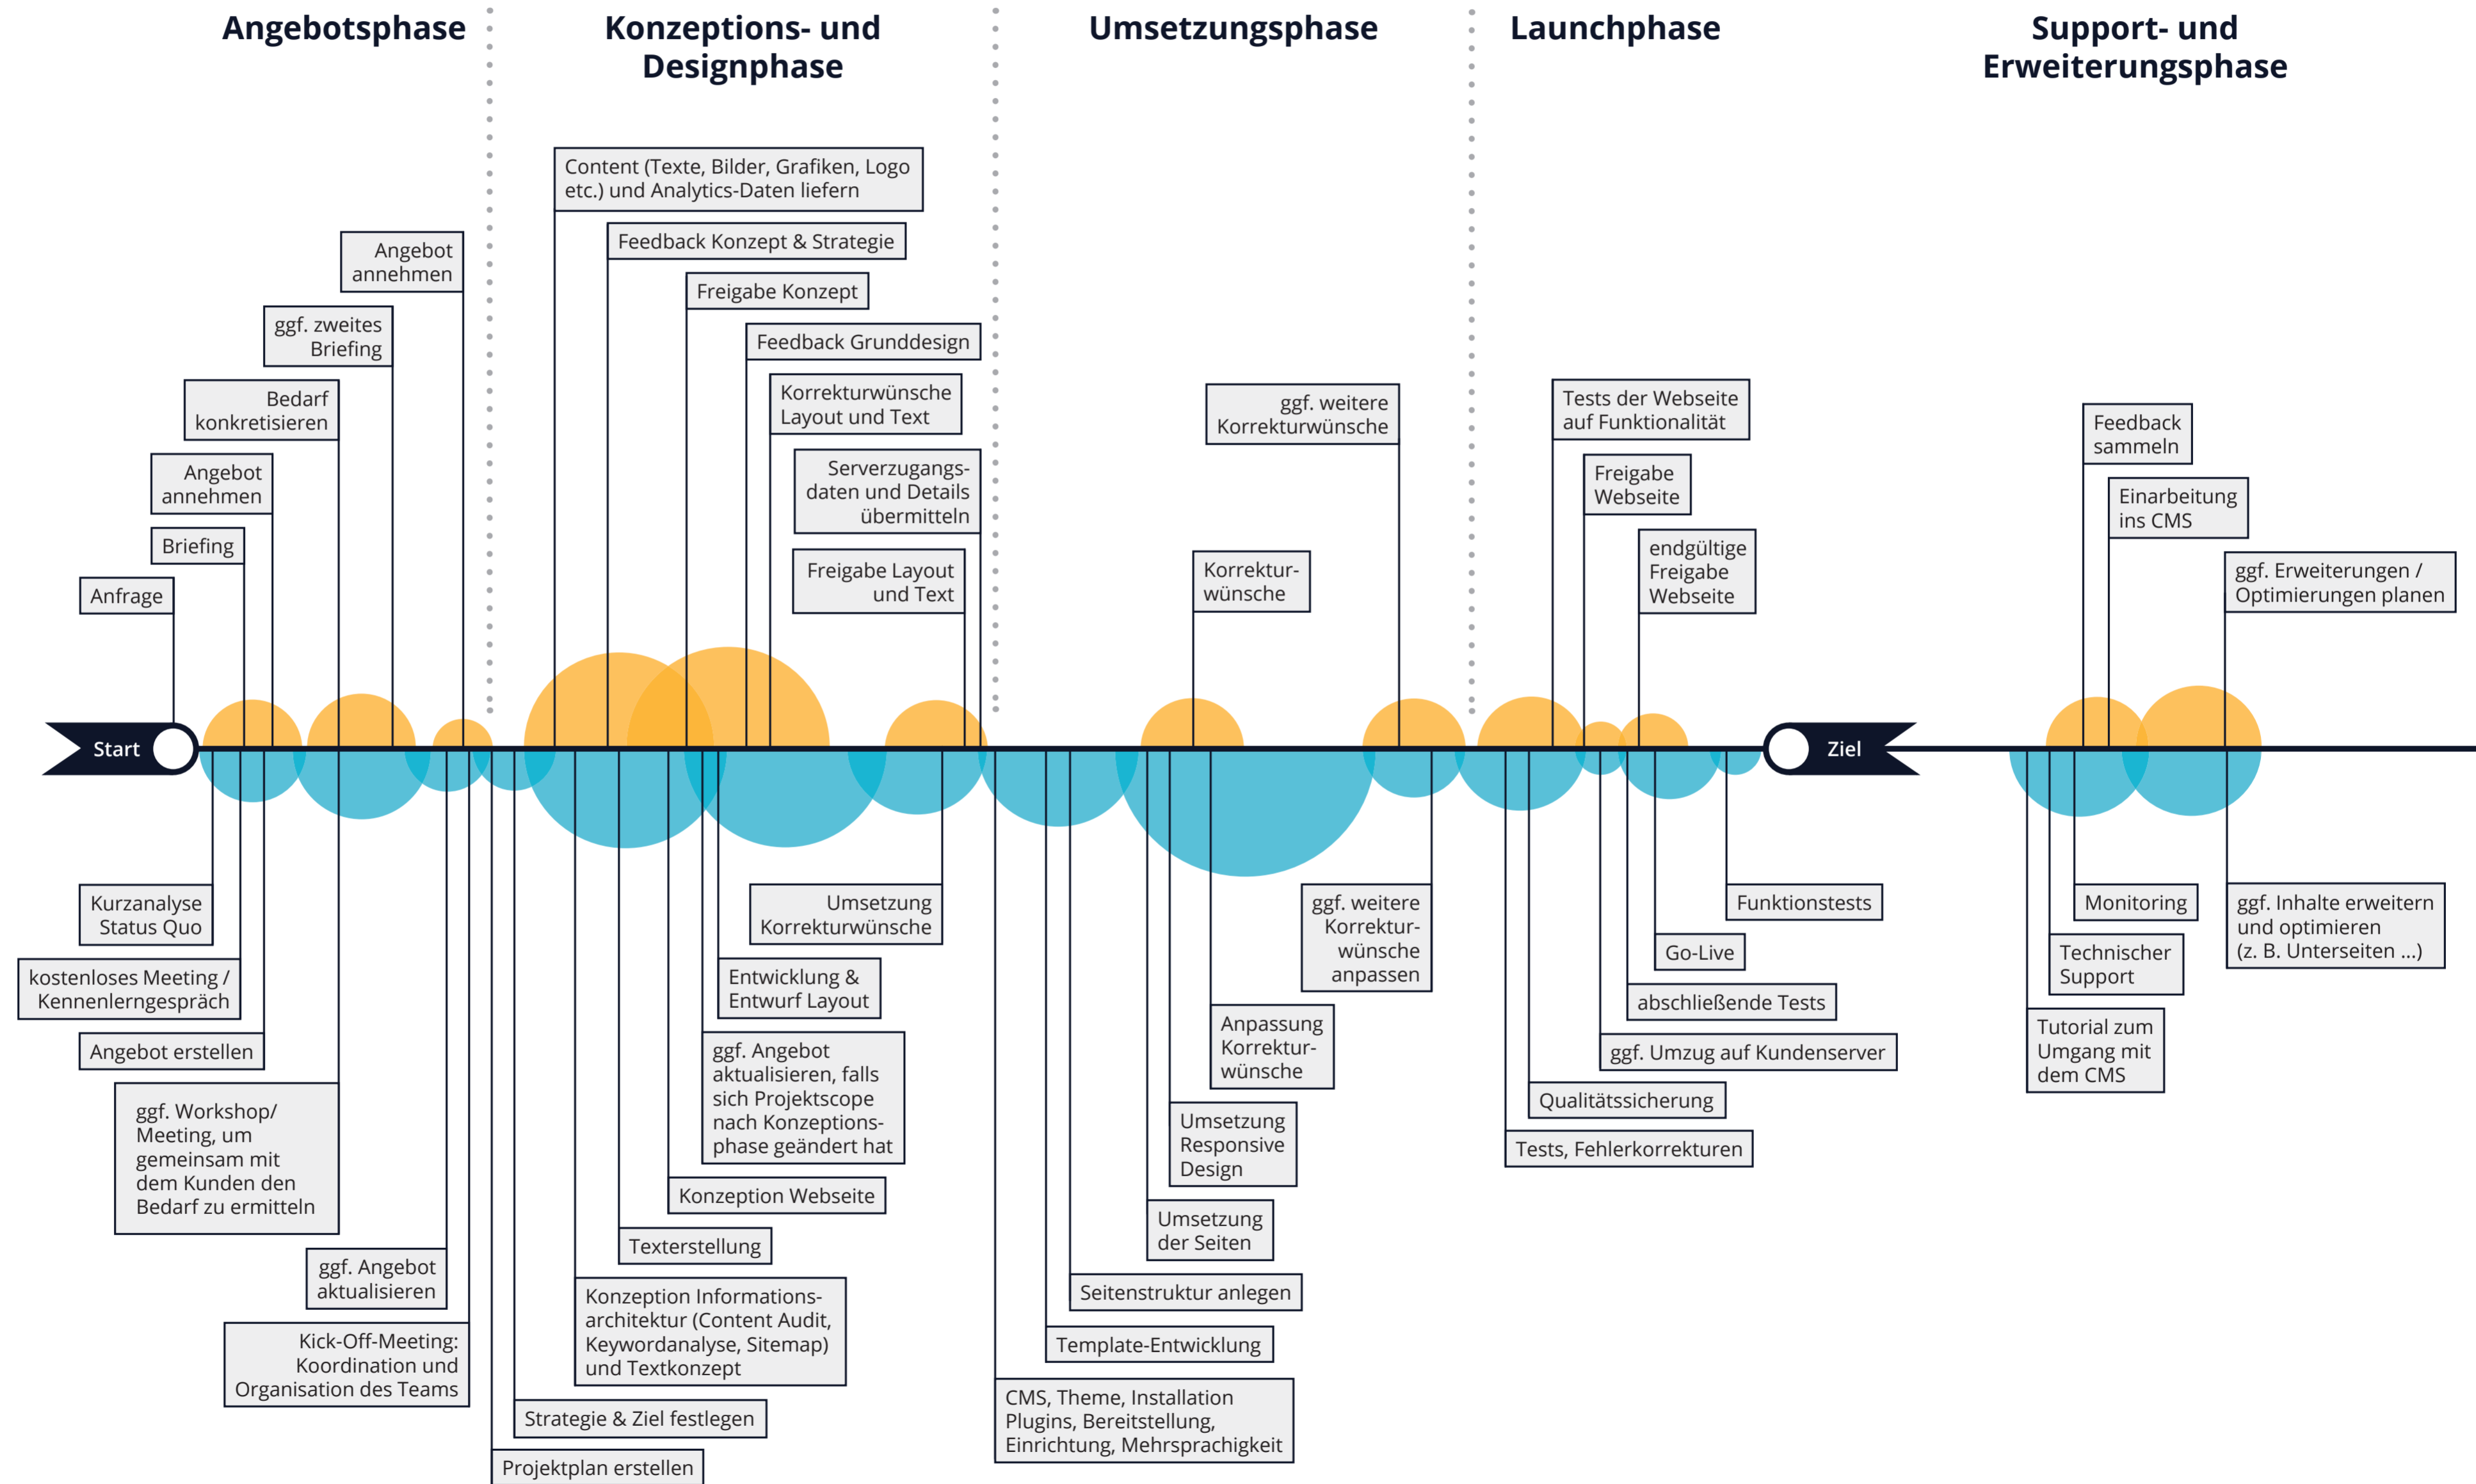 Angebotsphase
Konzeptions- und
Designphase
Umsetzungsphase
Launchphase
Support- und
Erweiterungsphase
Content (Texte, Bilder, Grafiken, Logo
etc.) und Analytics-Daten liefern
Feedback Konzept & Strategie
Freigabe Konzept
Feedback Grunddesign
Korrekturwünsche
Layout und Text
Serverzugangs-
daten und Details
übermitteln
Freigabe Layout
und Text
Angebot
annehmen
ggf. zweites
Briefing
Bedarf
konkretisieren
Angebot
annehmen
Briefing
Anfrage
ggf. weitere
Korrekturwünsche
Korrektur-
wünsche
Tests der Webseite
auf Funktionalität
Freigabe
Webseite
endgültige
Freigabe
Webseite
Feedback
sammeln
Einarbeitung
ins CMS
ggf. Erweiterungen /
Optimierungen planen
Start
Ziel
Kurzanalyse
Status Quo
kostenloses Meeting /
Kennenlerngespräch
Angebot erstellen
ggf. Workshop/
Meeting, um
gemeinsam mit
dem Kunden den
Bedarf zu ermitteln
ggf. Angebot
aktualisieren
Kick-Off-Meeting:
Koordination und
Organisation des Teams
Umsetzung
Korrekturwünsche
Entwicklung &
Entwurf Layout
ggf. Angebot
aktualisieren, falls
sich Projektscope
nach Konzeptions-
phase geändert hat
Konzeption Webseite
Texterstellung
Konzeption Informations-
architektur (Content Audit,
Keywordanalyse, Sitemap)
und Textkonzept
Strategie & Ziel festlegen
Projektplan erstellen
ggf. weitere
Korrektur-
wünsche
anpassen
Anpassung
Korrektur-
wünsche
Umsetzung
Responsive
Design
Umsetzung
der Seiten
Seitenstruktur anlegen
Template-Entwicklung
CMS, Theme, Installation
Plugins, Bereitstellung,
Einrichtung, Mehrsprachigkeit
Funktionstests
Go-Live
abschließende Tests
ggf. Umzug auf Kundenserver
Qualitätssicherung
Tests, Fehlerkorrekturen
Monitoring
Technischer
Support
Tutorial zum
Umgang mit
dem CMS
ggf. Inhalte erweitern
und optimieren
(z. B. Unterseiten ...)